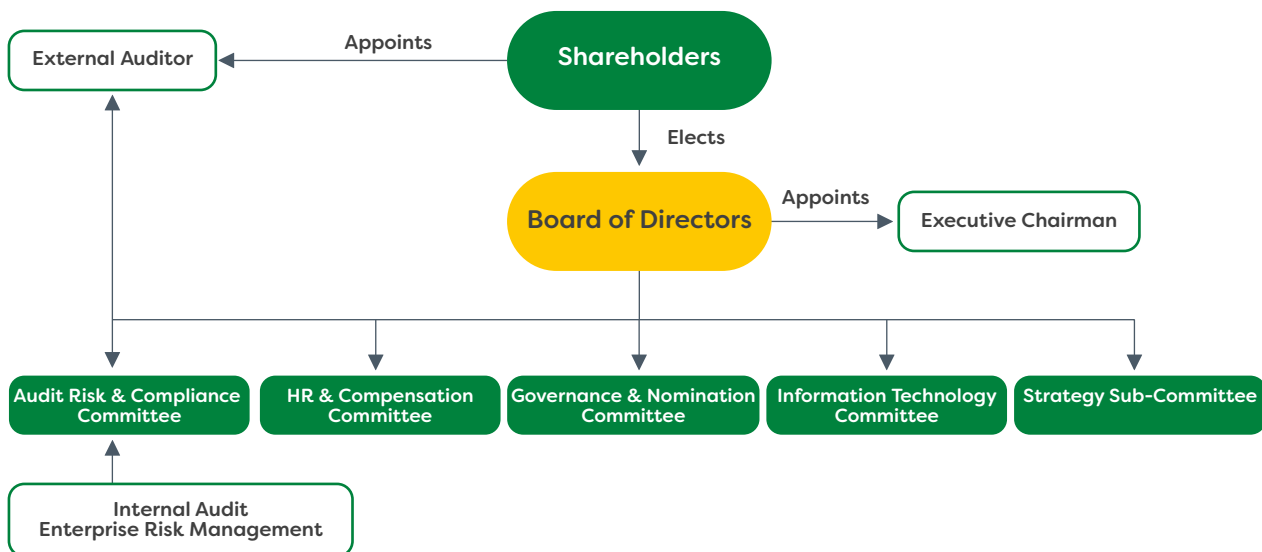 Appoints
External Auditor
Shareholders
Elects
Board of Directors
Appoints
Executive Chairman
Audit Risk & Compliance
Committee
HR & Compensation
Committee
Governance & Nomination
Committee
Information Technology
Committee
Strategy Sub-Committee
Internal Audit
Enterprise Risk Management